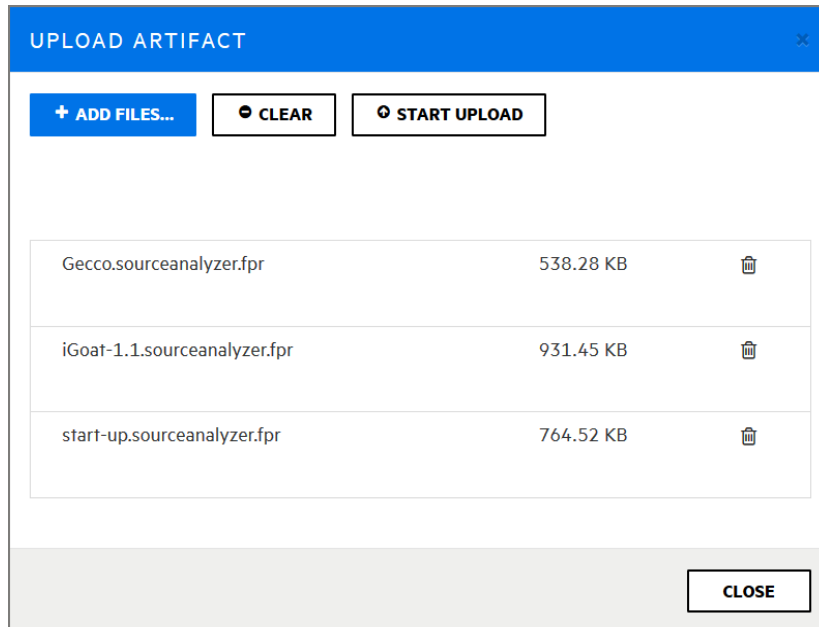 UPLOAD ARTIFACT ×
+ ADD FILES... CLEAR START UPLOAD
Gecco.sourceanalyzer.fpr 538.28 KB
iGoat-1.1.sourceanalyzer.fpr 931.45 KB
start-up.sourceanalyzer.fpr 764.52 KB
CLOSE